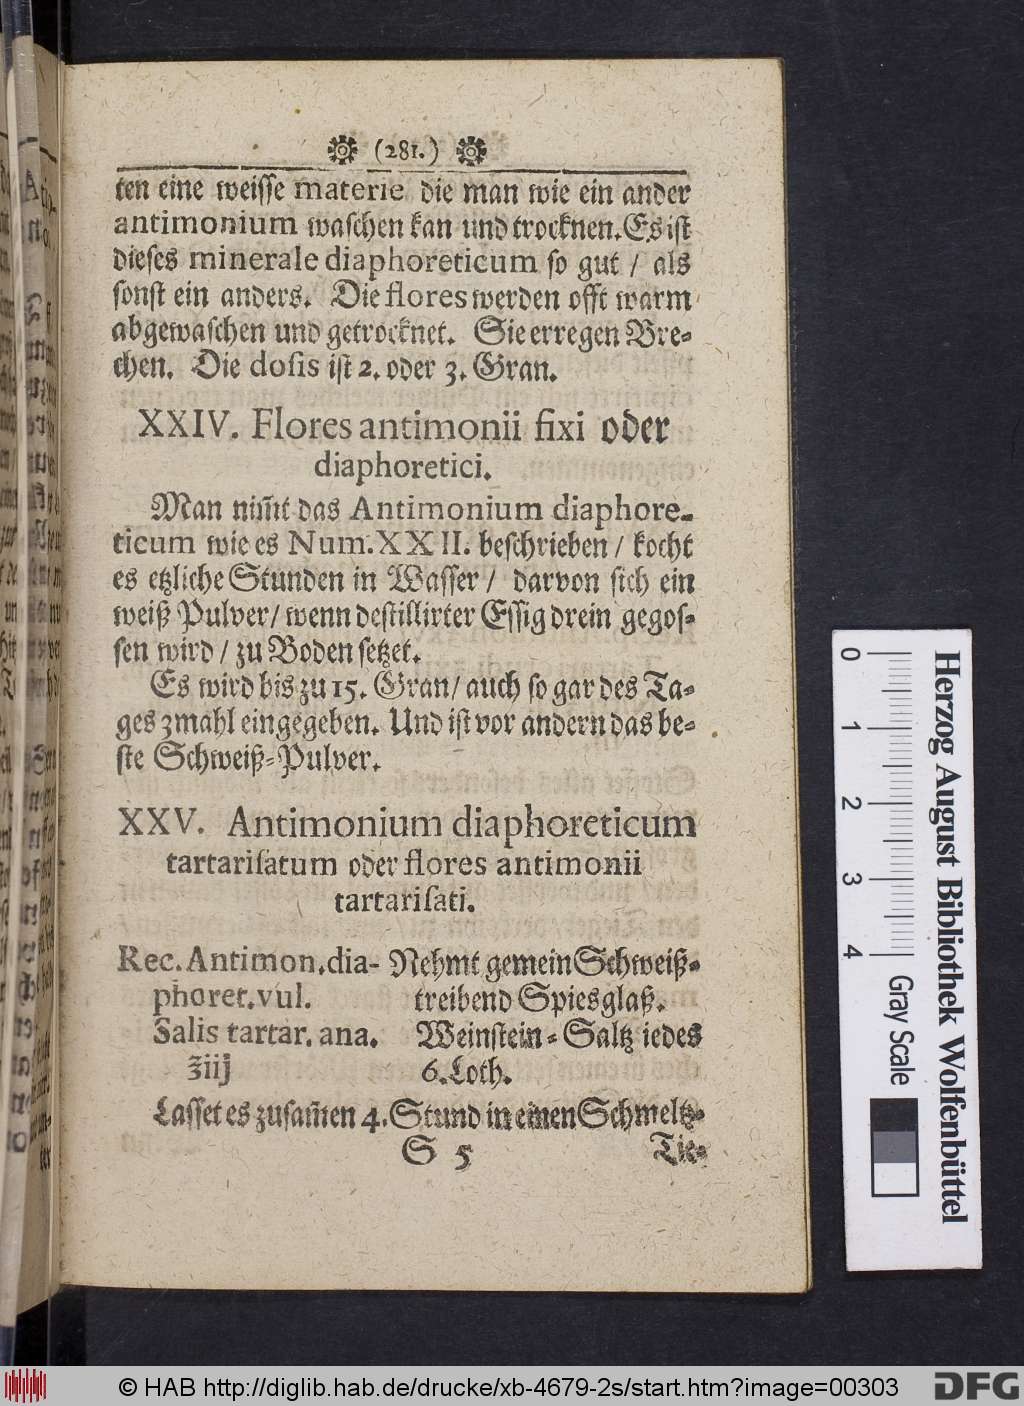 (281.)
ten eine weisse materie die man wie ein ander
antimonium waſchen kan und trocknen. Es iſt
dieſes minerale diaphoreticum ſo gut / als
ſonſt ein anders. Die flores werden offt warm
abgewaſchen und getrocknet. Sie erregen Bre-
chen. Die doſis iſt 2. oder 3. Gran.
XXIV. Flores antimonii fixi oder
diaphoretici.
Man nim̃t das Antimonium diaphore-
ticum wie es Num. XXII. beſchrieben / kocht
es etzliche Stunden in Waſſer / darvon ſich ein
weiß Pulver / wenn deſtillirter Eſſig drein gegoſ-
ſen wird / zu Boden ſetzet.
Es wird bis zu 15. Gran / auch ſo gar des Ta-
ges 3mahl eingegeben. Und iſt vor andern das be-
ſte Schweiß-Pulver.
XXV. Antimonium diaphoreticum
tartariſatum oder flores antimonii
tartariſati.
Rec. Antimon. dia- Nehmt gemein Schweiß-
phoret. vul. treibend Spiesglaß.
Salis tartar. ana. Weinſtein-Saltz iedes
℥iij 6. Loth.
Laſſet es zuſam̃en 4. Stund in einen Schmeltz-
S 5 Tie-
0 1 2 3 4
Herzog August Bibliothek Wolfenbüttel
Gray Scale
© HAB http://diglib.hab.de/drucke/xb-4679-2s/start.htm?image=00303
DFG